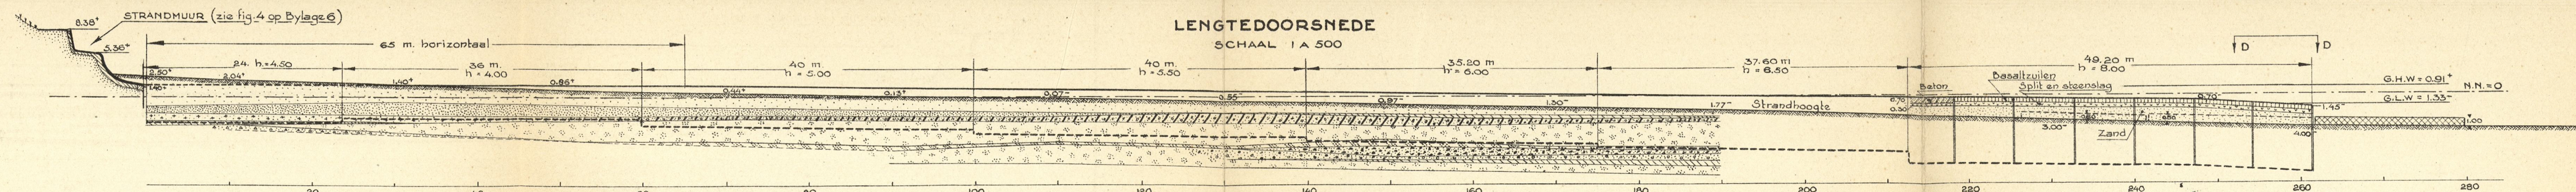 LENGTEDOORSNEDE
SCHAAL 1 A 500
STRANDMUUR (zie fig. 4 op Bylage 6)
8.38+
5.36+
65 m. horizontaal
24. h=4.50
36 m.
h = 4.00
40 m.
h = 5.00
40 m.
h = 5.50
35.20 m
h = 6.00
37.60 m
h = 6.50
49.20 m
h = 8.00
D D
2.50+
2.04+
1.40+
0.86+
0.44+
0.13+
0.07-
0.55-
0.97-
1.30-
1.77-
Strandhoogte
Beton
Basaltzuilen
Split en steenslag
0.70-
1.45-
G.H.W = 0.91+
N.N. = O
G.L.W = 1.33-
3.00-
Zand
4.00-
1.00
20
100 120 140 160 180 200 220 240 260 280